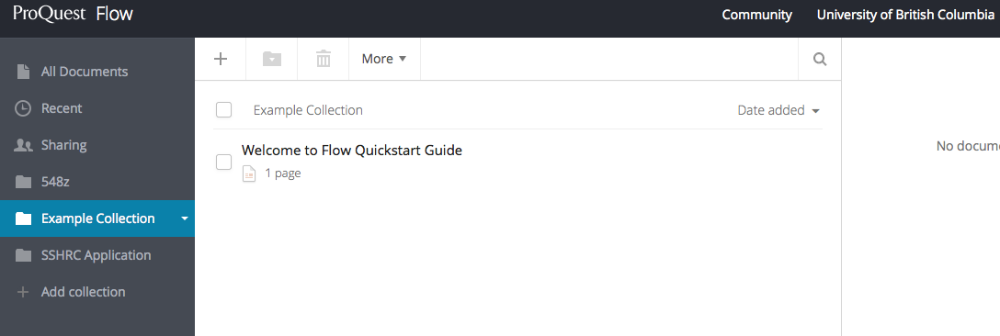 ProQuest Flow
Community University of British Columbia
All Documents
Recent
Sharing
548z
Example Collection
SSHRC Application
Add collection
More
Example Collection
Date added
Welcome to Flow Quickstart Guide
1 page
No docume